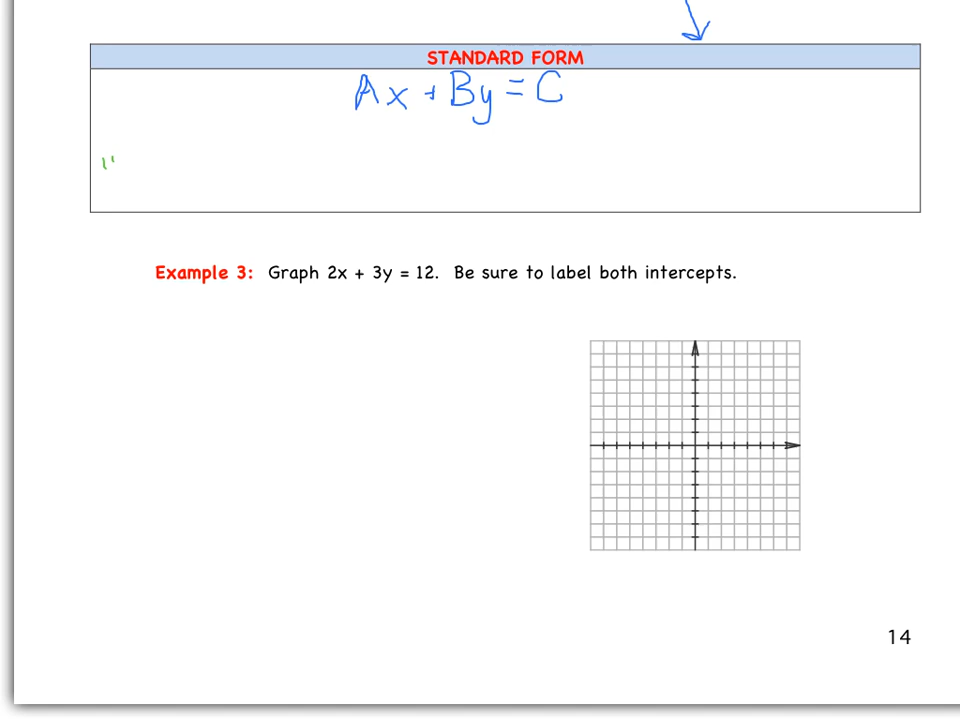 STANDARD FORM
Ax + By = C
Example 3: Graph 2x + 3y = 12. Be sure to label both intercepts.
14